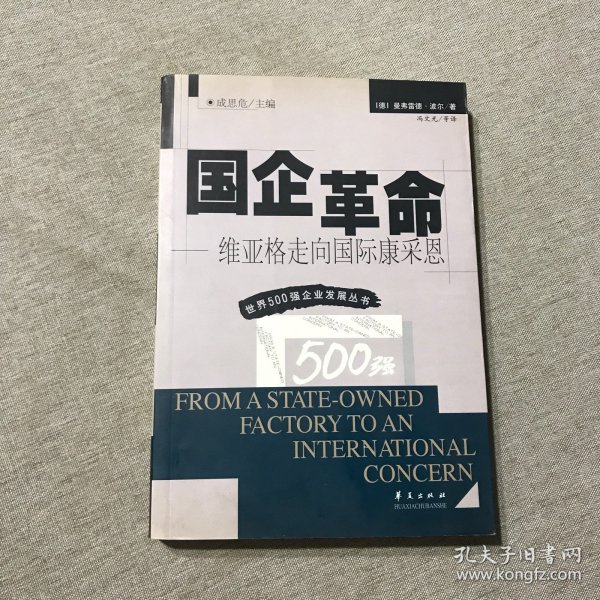 成思危/主编
[德] 曼弗雷德·波尔/著
冯文光/等译
国企革命
维亚格走向国际康采恩
世界500强企业发展丛书
500强
FROM A STATE-OWNED
FACTORY TO AN
INTERNATIONAL
CONCERN
华夏出版社
HUAXIACHUBANSHE
孔夫子旧书网
www.kongfz.com